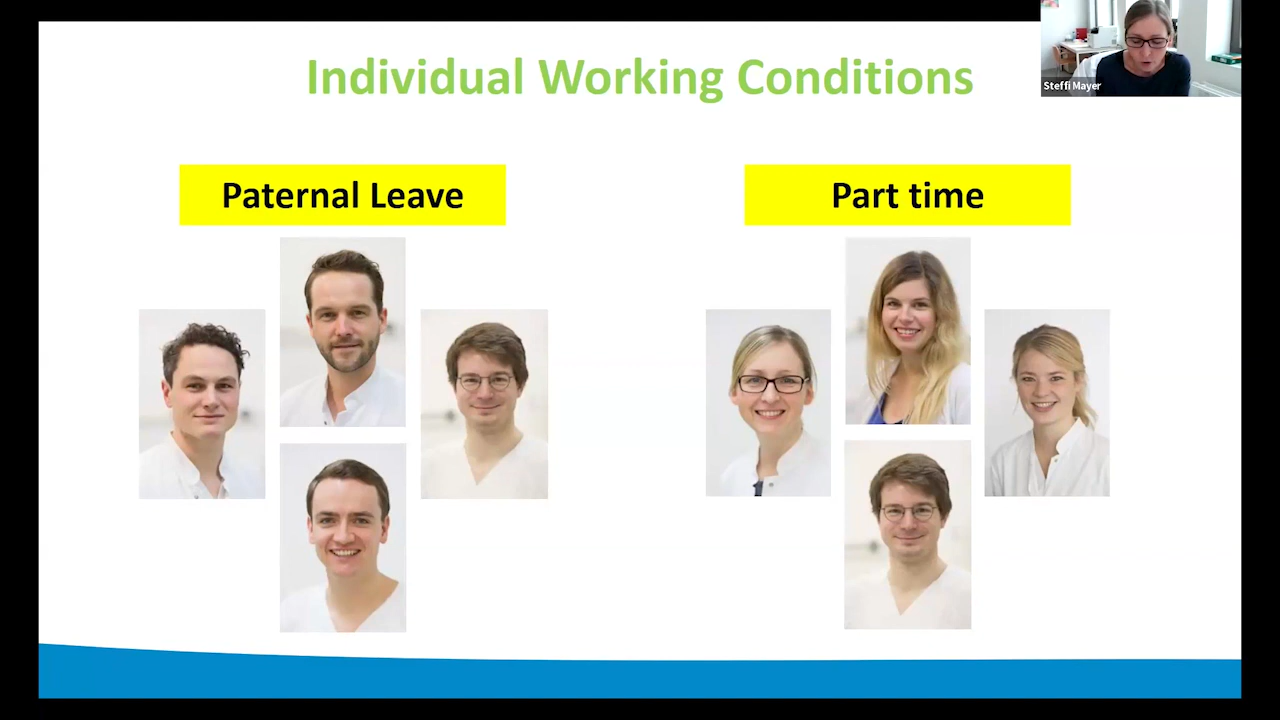 Individual Working Conditions
Steffi Mayer
Paternal Leave
Part time